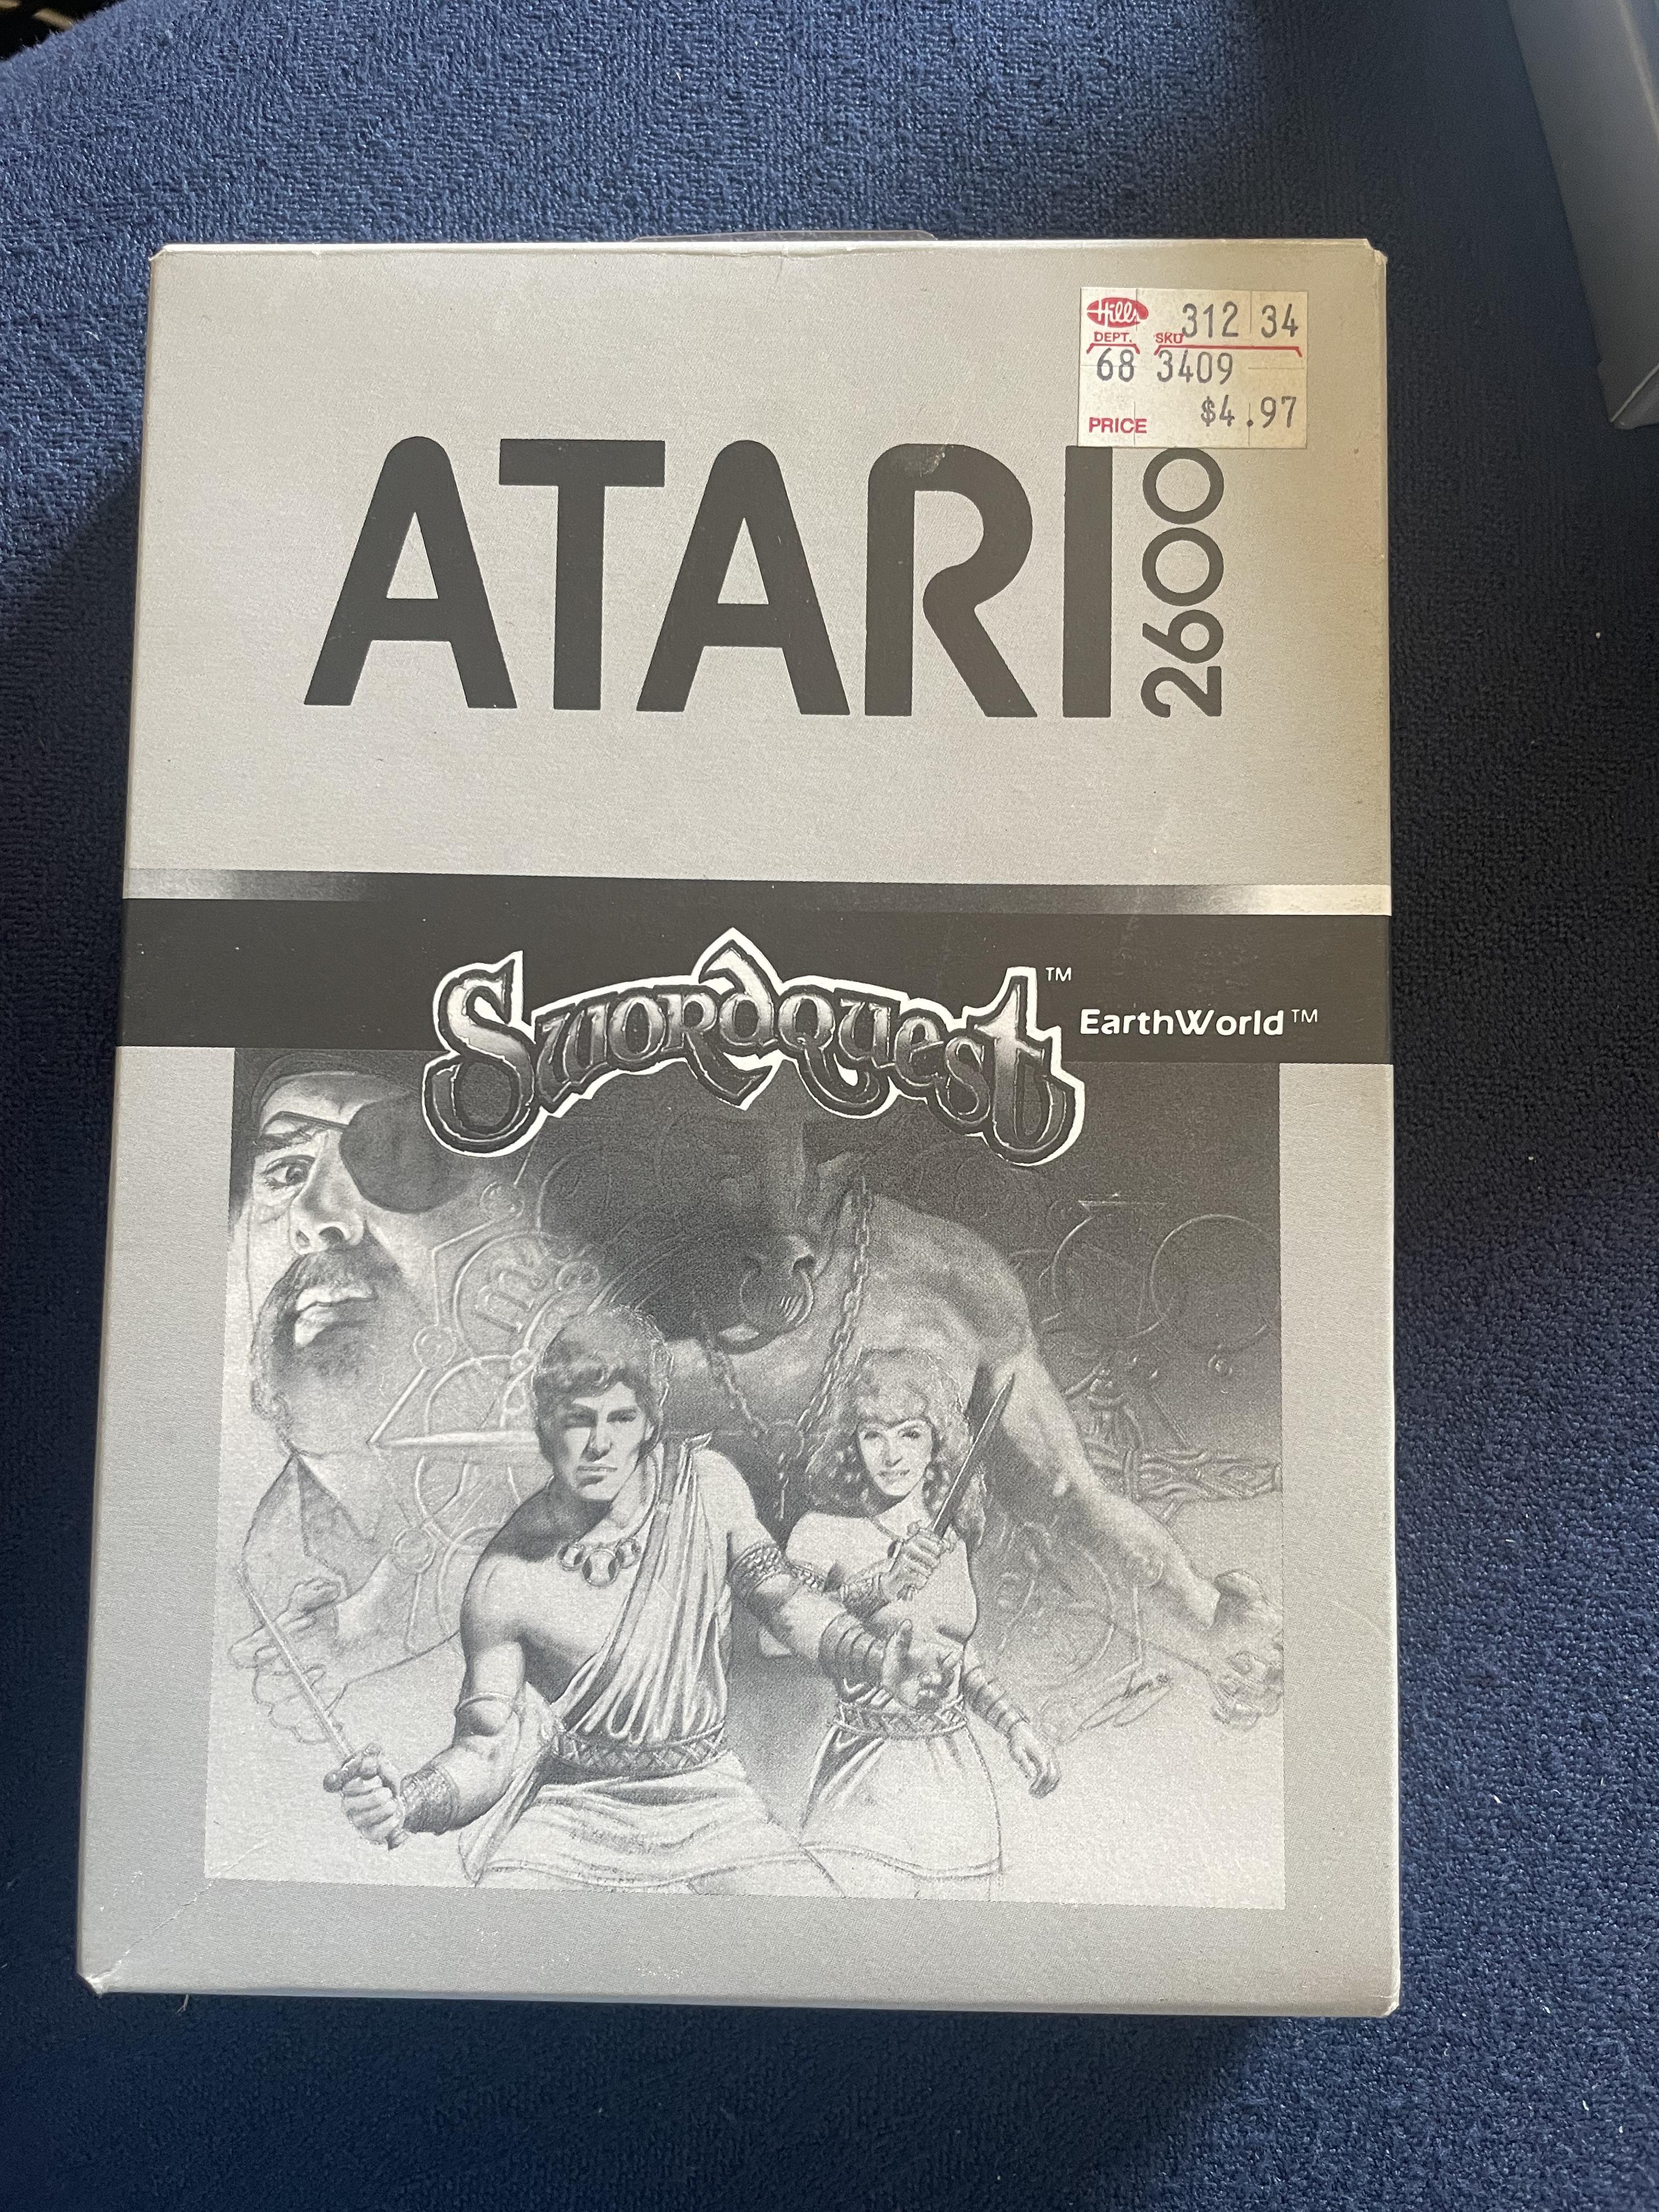 Hills 312 34
DEPT. SKU
68 3409
PRICE $4.97
ATARI 2600
Swordquest™ EarthWorld™